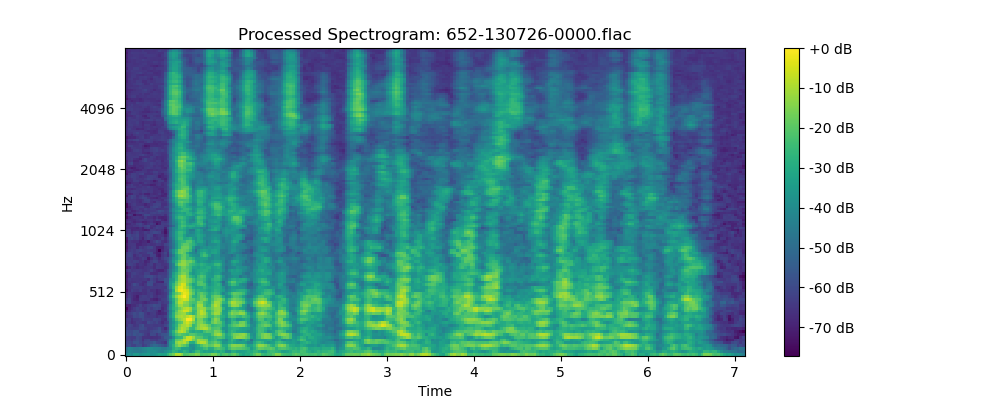 Processed Spectrogram: 652-130726-0000.flac
Hz
4096
2048
1024
512
0
0 1 2 3 4 5 6 7
Time
+0 dB
-10 dB
-20 dB
-30 dB
-40 dB
-50 dB
-60 dB
-70 dB